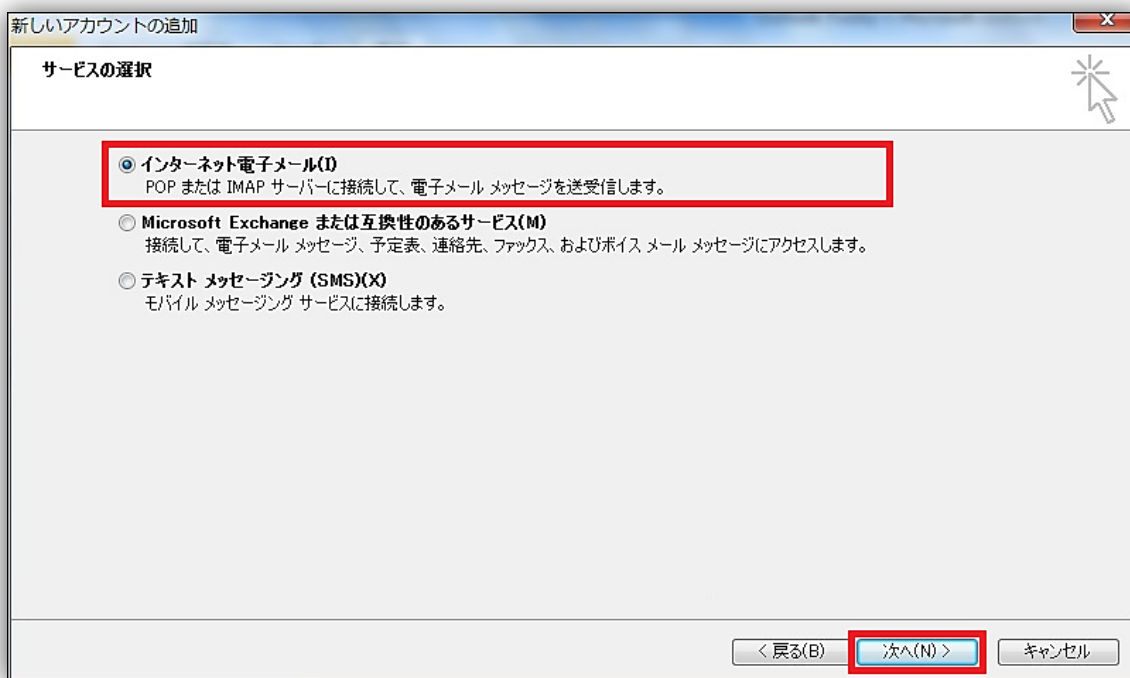 新しいアカウントの追加
サービスの選択
インターネット電子メール(I)
POP または IMAP サーバーに接続して、電子メール メッセージを送受信します。
Microsoft Exchange または互換性のあるサービス(M)
接続して、電子メール メッセージ、予定表、連絡先、ファックス、およびボイス メール メッセージにアクセスします。
テキスト メッセージング (SMS)(X)
モバイル メッセージング サービスに接続します。
< 戻る(B) 次へ(N) > キャンセル